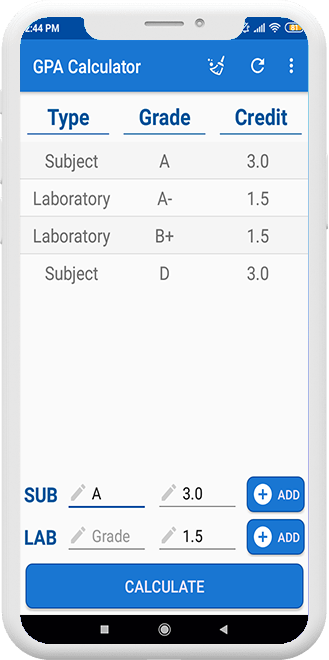 :44 PM
GPA Calculator
Type Grade Credit
Subject A 3.0
Laboratory A- 1.5
Laboratory B+ 1.5
Subject D 3.0
SUB A 3.0 ADD
LAB Grade 1.5 ADD
CALCULATE